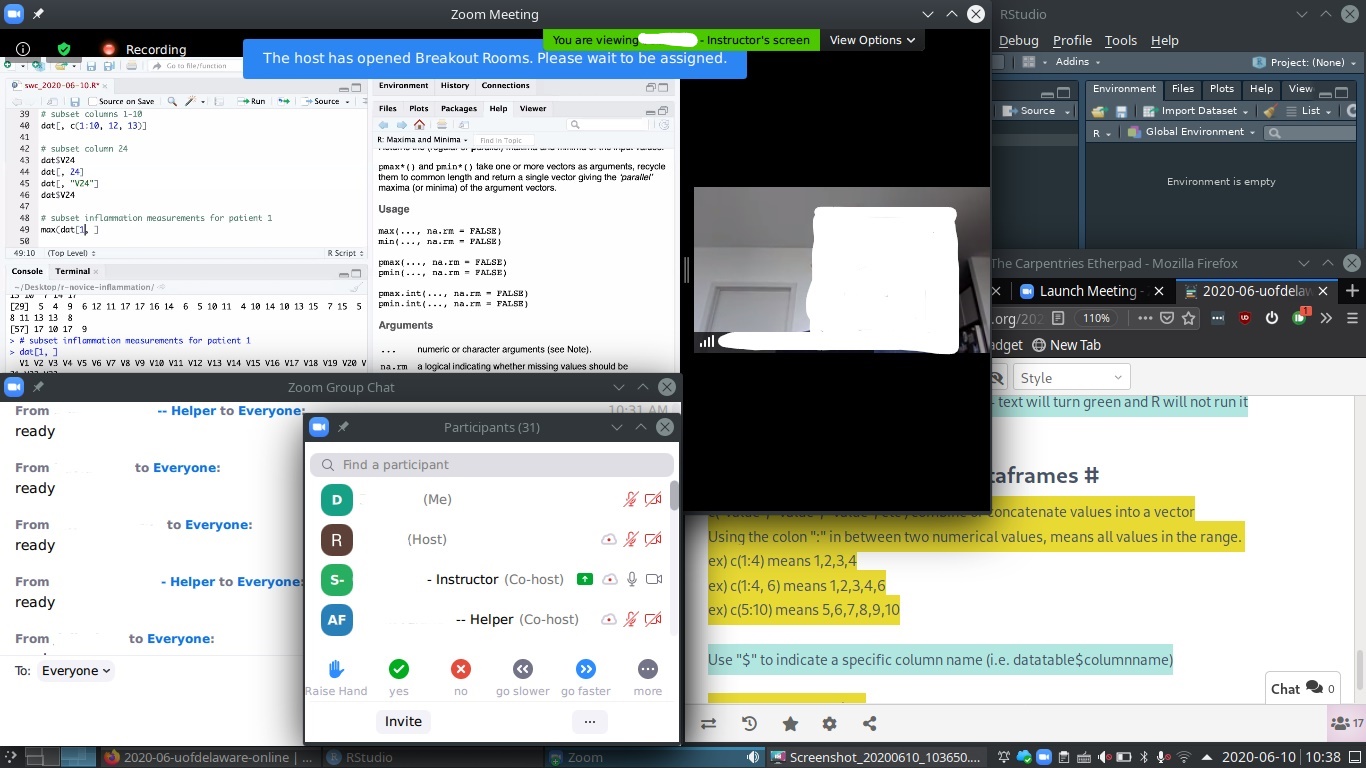 Zoom Meeting
Recording
You are viewing - Instructor's screen
View Options
The host has opened Breakout Rooms. Please wait to be assigned.
Go to file/function
swc_2020-06-10.R*
Source on Save
Run
Source
39 # subset columns 1-10
40 dat[, c(1:10, 12, 13)]
41
42 # subset column 24
43 dat$V24
44 dat[, 24]
45 dat[, "V24"]
46 dat$V24
47
48 # subset inflammation measurements for patient 1
49 max(dat[1, ]
50
49:10 (Top Level) R Script
Console Terminal
~/Desktop/r-novice-inflammation/
[29] 5 4 9 6 12 11 17 17 16 14 6 5 10 11 4 10 14 10 13 15 7 15 5
8 11 13 13 8
[57] 17 10 17 9
> # subset inflammation measurements for patient 1
> dat[1, ]
V1 V2 V3 V4 V5 V6 V7 V8 V9 V10 V11 V12 V13 V14 V15 V16 V17 V18 V19 V20 V
Environment History Connections
Files Plots Packages Help Viewer
R: Maxima and Minima
Find in Topic
pmax*() and pmin*() take one or more vectors as arguments, recycle
them to common length and return a single vector giving the 'parallel'
maxima (or minima) of the argument vectors.
Usage
max(..., na.rm = FALSE)
min(..., na.rm = FALSE)
pmax(..., na.rm = FALSE)
pmin(..., na.rm = FALSE)
pmax.int(..., na.rm = FALSE)
pmin.int(..., na.rm = FALSE)
Arguments
... numeric or character arguments (see Note).
na.rm a logical indicating whether missing values should be
RStudio
Debug Profile Tools Help
Addins
Project: (None)
Source
Environment Files Plots Help View
Import Dataset
List
R
Global Environment
Environment is empty
The Carpentries Etherpad - Mozilla Firefox
Launch Meeting -
2020-06-uofdelaw
.org/202
110%
1
New Tab
Style
- text will turn green and R will not run it
taframes #
concatenate values into a vector
Using the colon ":" in between two numerical values, means all values in the range.
ex) c(1:4) means 1,2,3,4
ex) c(1:4, 6) means 1,2,3,4,6
ex) c(5:10) means 5,6,7,8,9,10
Use "$" to indicate a specific column name (i.e. datatable$columnname)
Chat 0
17
Zoom Group Chat
From -- Helper to Everyone:
10:31 AM
ready
From to Everyone:
ready
From to Everyone:
ready
From - Helper to Everyone:
ready
From to Everyone:
To: Everyone
Participants (31)
Find a participant
D (Me)
R (Host)
S- - Instructor (Co-host)
AF -- Helper (Co-host)
Raise Hand yes no go slower go faster more
Invite ...
2020-06-uofdelaware-online | ...
RStudio
Zoom
Screenshot_20200610_103650....
2020-06-10 10:38